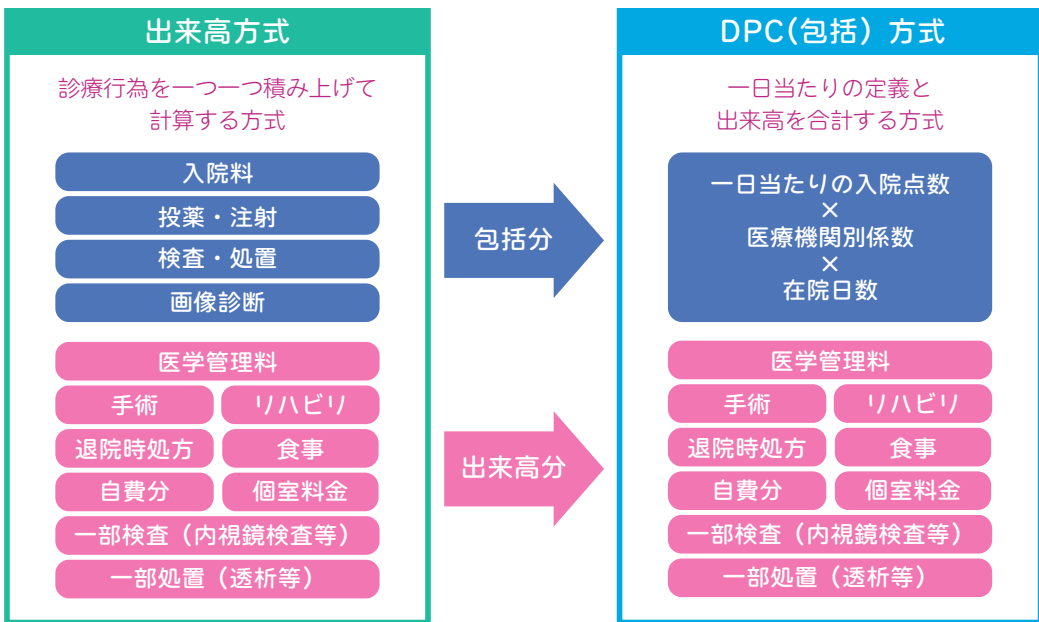 出来高方式
診療行為を一つ一つ積み上げて
計算する方式
入院料
投薬・注射
検査・処置
画像診断
医学管理料
手術
リハビリ
退院時処方
食事
自費分
個室料金
一部検査（内視鏡検査等）
一部処置（透析等）
包括分
出来高分
DPC(包括) 方式
一日当たりの定義と
出来高を合計する方式
一日当たりの入院点数
×
医療機関別係数
×
在院日数
医学管理料
手術
リハビリ
退院時処方
食事
自費分
個室料金
一部検査（内視鏡検査等）
一部処置（透析等）